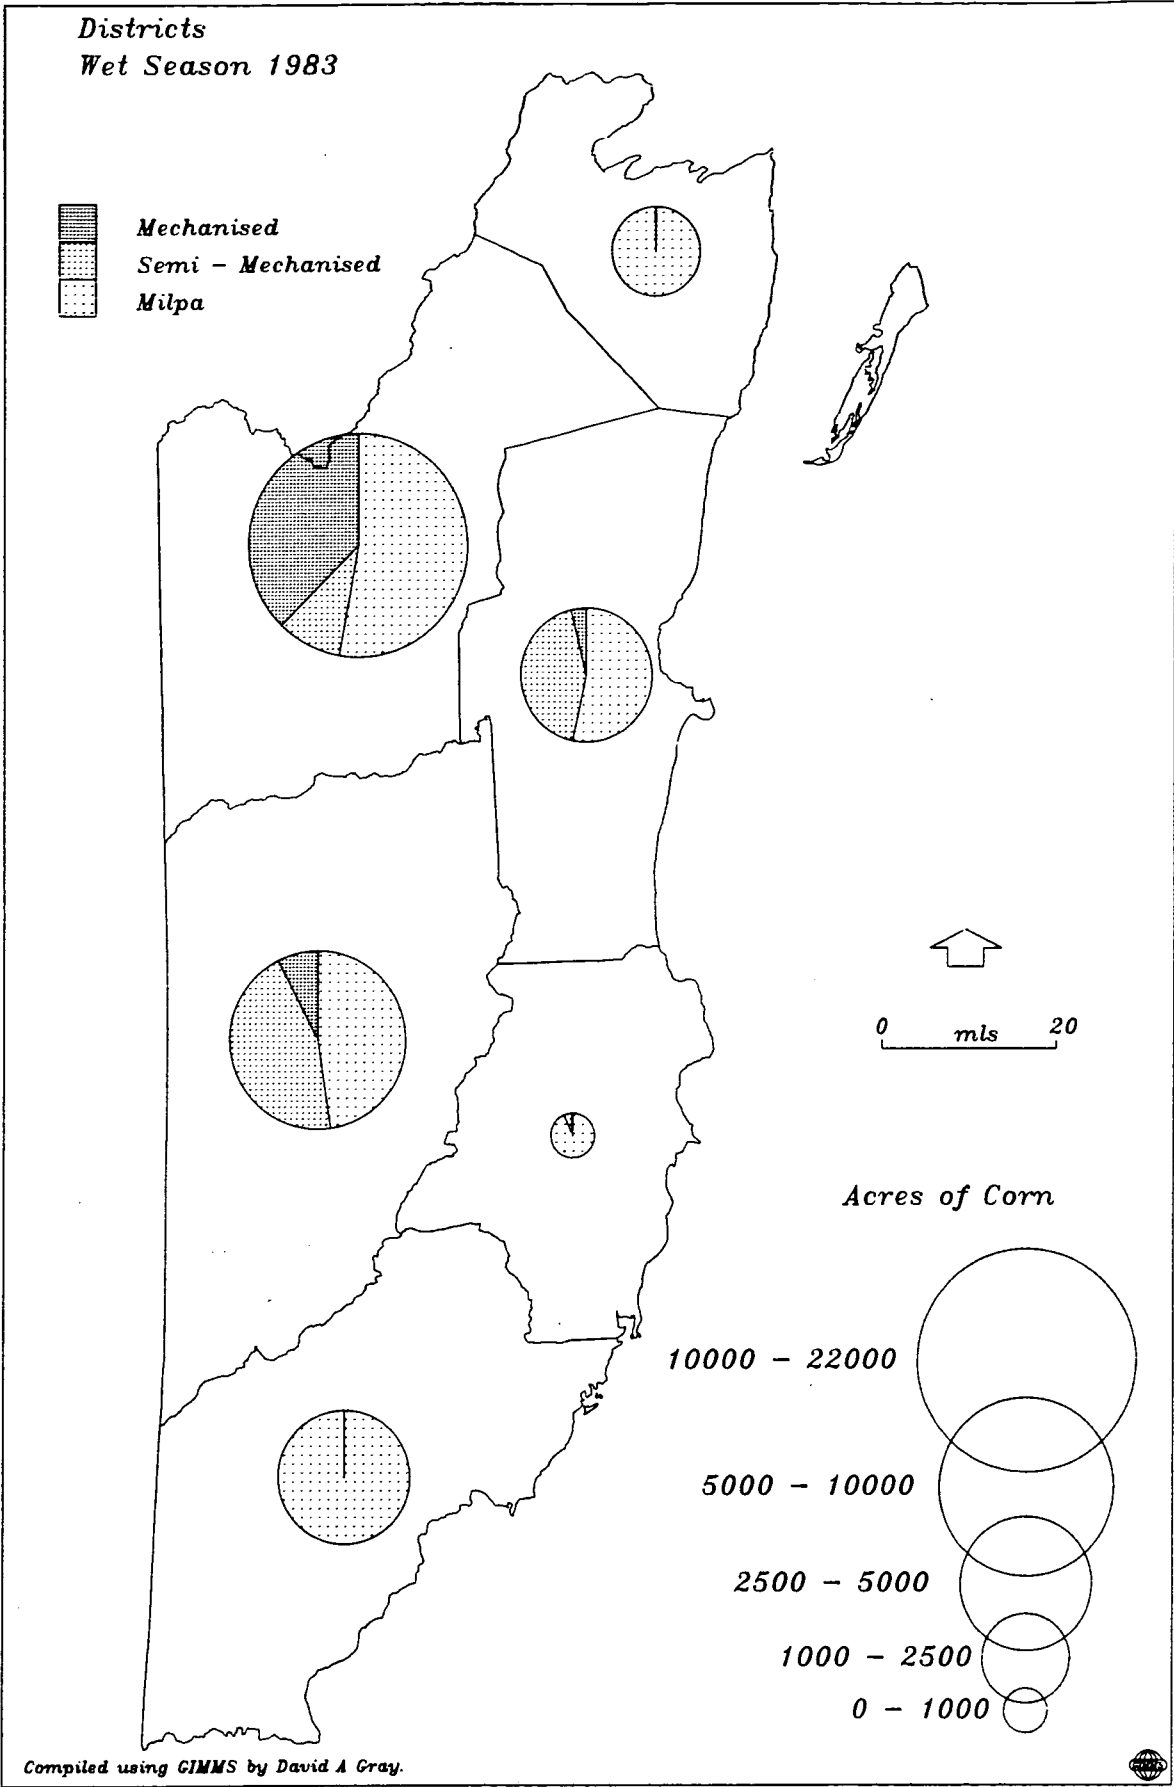 Districts
Wet Season 1983
Mechanised
Semi - Mechanised
Milpa
0 mls 20
Acres of Corn
10000 - 22000
5000 - 10000
2500 - 5000
1000 - 2500
0 - 1000
Compiled using GIMMS by David A Gray.